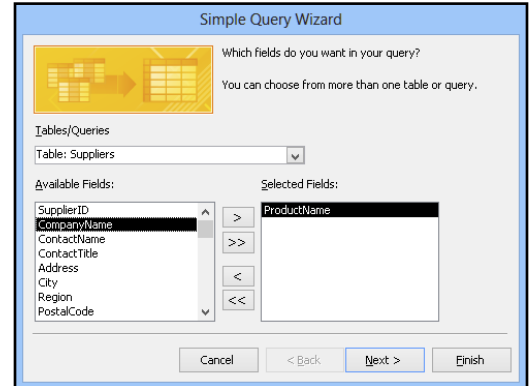 Simple Query Wizard
Which fields do you want in your query?
You can choose from more than one table or query.
Tables/Queries
Table: Suppliers
Available Fields:
Selected Fields:
SupplierID
CompanyName
ContactName
ContactTitle
Address
City
Region
PostalCode
>
>>
<
<<
ProductName
Cancel
< Back
Next >
Finish